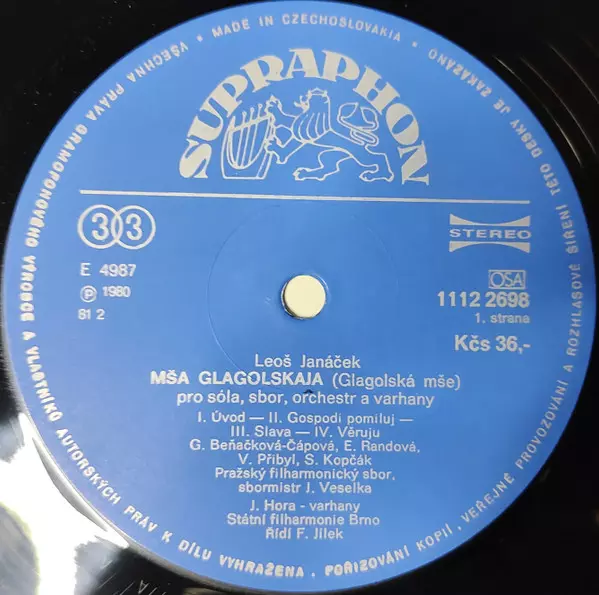 MADE IN CZECHOSLOVAKIA • VŠECHNA PRÁVA GRAMOFONOVÉHO VÝROBCE A VLASTNÍKŮ AUTORSKÝCH PRÁV K DÍLU VYHRAŽENA . POŘIZOVÁNÍ KOPIÍ , VEŘEJNÉ PROVOZOVÁNÍ A ROZHLASOVÉ ŠÍŘENÍ TÉTO DESKY JE ZAKÁZÁNO •
SUPRAPHON
33
STEREO
E 4987
Ⓟ 1980
81 2
OSA
1112 2698
1. strana
Kčs 36,-
Leoš Janáček
MŠA GLAGOLSKAJA (Glagolská mše)
pro sóla, sbor, orchestr a varhany
I. Úvod — II. Gospodi pomiluj —
III. Slava — IV. Věruju
G. Beňačková-Čápová, E. Randová,
V. Přibyl, S. Kopčák
Pražský filharmonický sbor,
sbormistr J. Veselka
J. Hora - varhany
Státní filharmonie Brno
Řídí F. Jílek